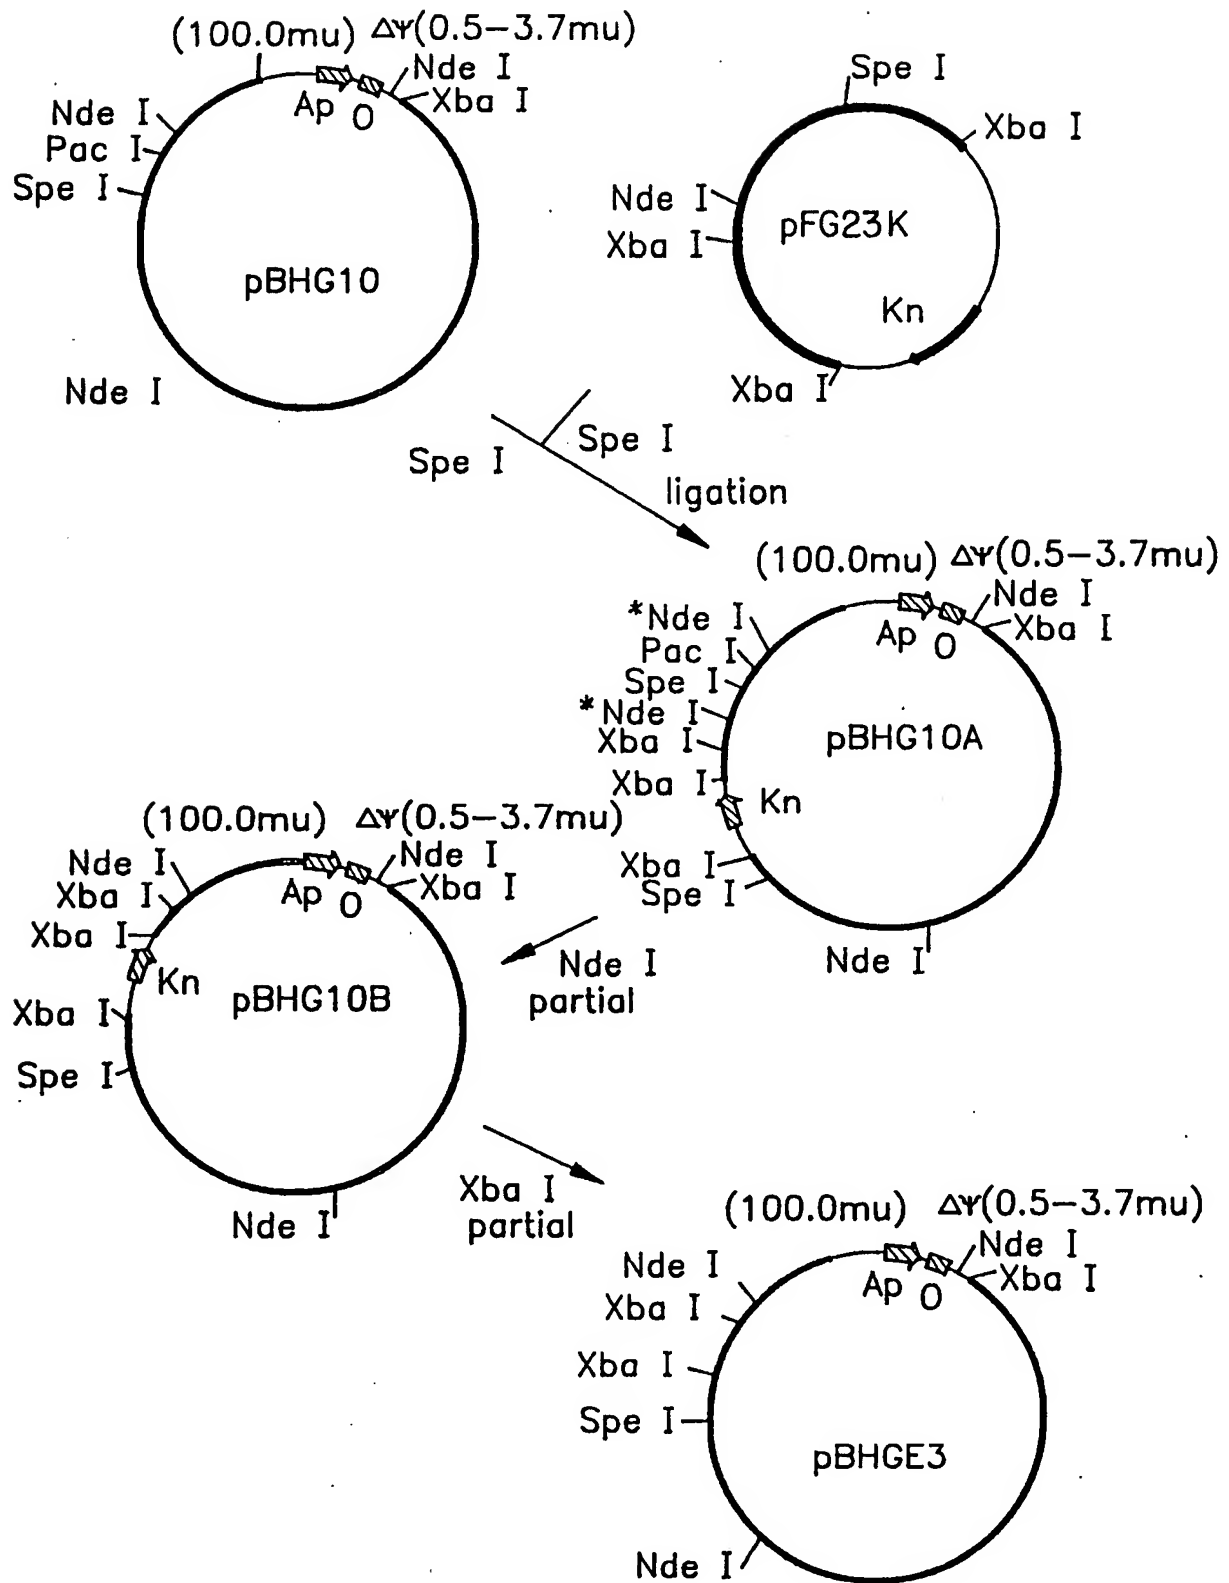 (100.0mu) ΔΨ(0.5–3.7mu)
Nde I
Xba I
Ap O
Nde I
Pac I
Spe I
pBHG10
Nde I
Spe I
Xba I
Nde I
Xba I
pFG23K
Kn
Xba I
Spe I
Spe I
ligation
(100.0mu) ΔΨ(0.5–3.7mu)
Nde I
Xba I
Ap O
*Nde I
Pac I
Spe I
*Nde I
Xba I
Xba I
Kn
pBHG10A
Xba I
Spe I
Nde I
Nde I
partial
(100.0mu) ΔΨ(0.5–3.7mu)
Nde I
Xba I
Ap O
Nde I
Xba I
Xba I
Kn
pBHG10B
Xba I
Spe I
Nde I
Xba I
partial
(100.0mu) ΔΨ(0.5–3.7mu)
Nde I
Xba I
Ap O
Nde I
Xba I
Xba I
Spe I
pBHGE3
Nde I